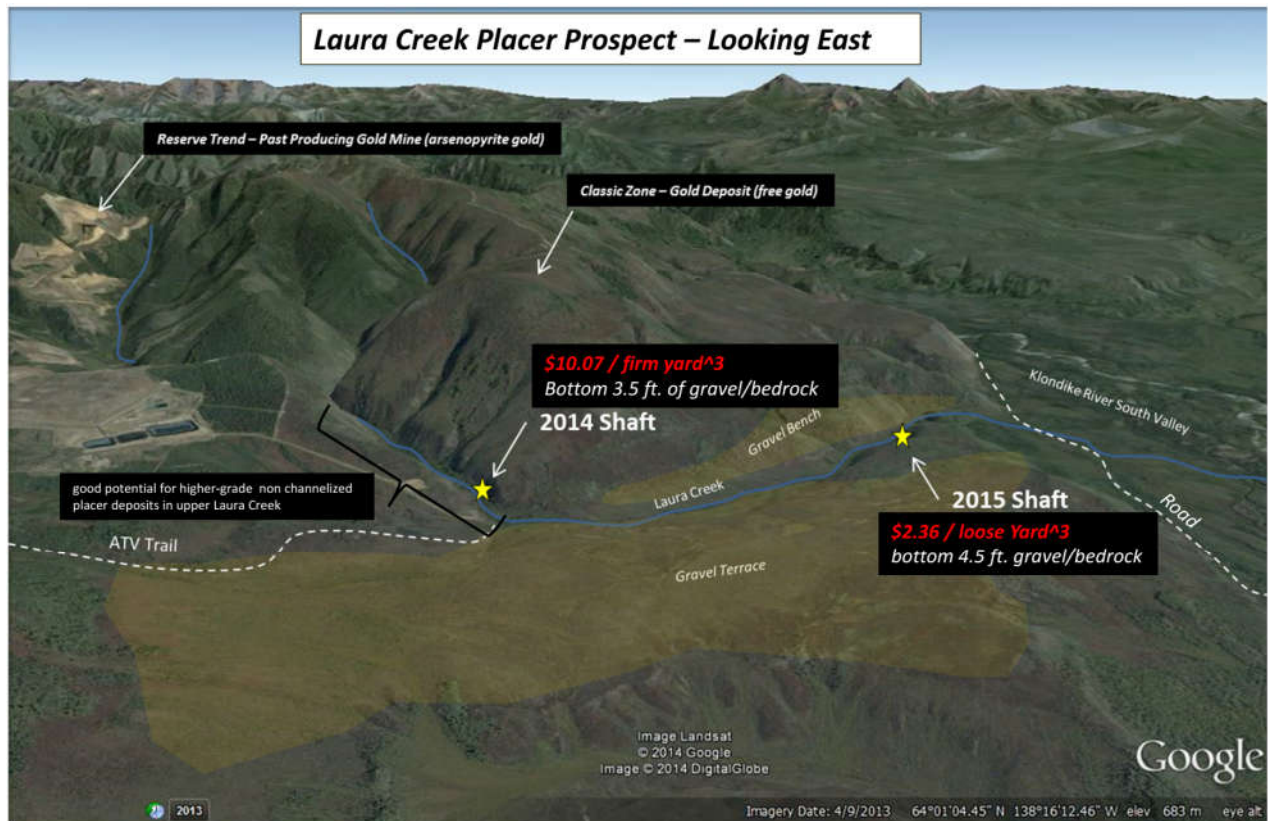 Laura Creek Placer Prospect – Looking East
Reserve Trend – Past Producing Gold Mine (arsenopyrite gold)
Classic Zone – Gold Deposit (free gold)
$10.07 / firm yard^3
Bottom 3.5 ft. of gravel/bedrock
2014 Shaft
Klondike River South Valley
Gravel Bench
Laura Creek
good potential for higher-grade non channelized
placer deposits in upper Laura Creek
2015 Shaft
Road
$2.36 / loose Yard^3
bottom 4.5 ft. gravel/bedrock
ATV Trail
Gravel Terrace
Image Landsat
© 2014 Google
Image © 2014 DigitalGlobe
Google
2013
Imagery Date: 4/9/2013 64°01'04.45" N 138°16'12.46" W elev 683 m eye alt